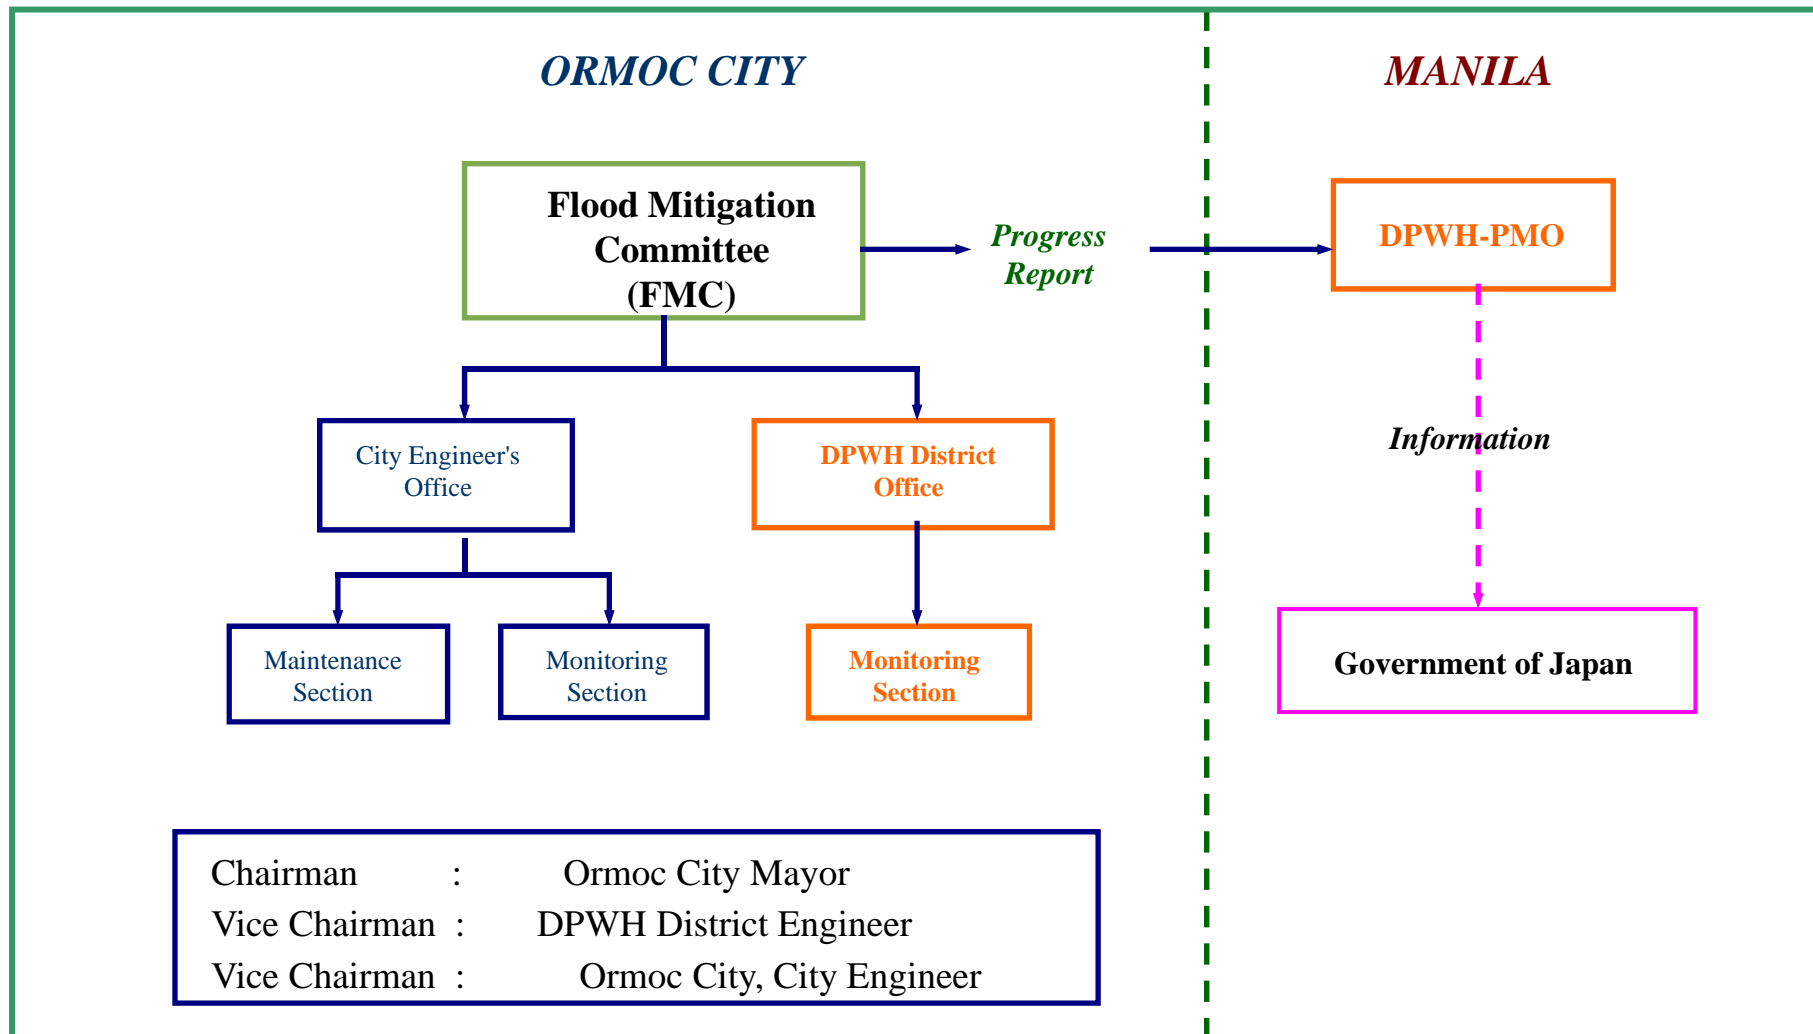 ORMOC CITY
MANILA
Flood Mitigation
Committee
(FMC)
Progress
Report
DPWH-PMO
Information
City Engineer's
Office
DPWH District
Office
Maintenance
Section
Monitoring
Section
Monitoring
Section
Government of Japan
Chairman : Ormoc City Mayor
Vice Chairman : DPWH District Engineer
Vice Chairman : Ormoc City, City Engineer